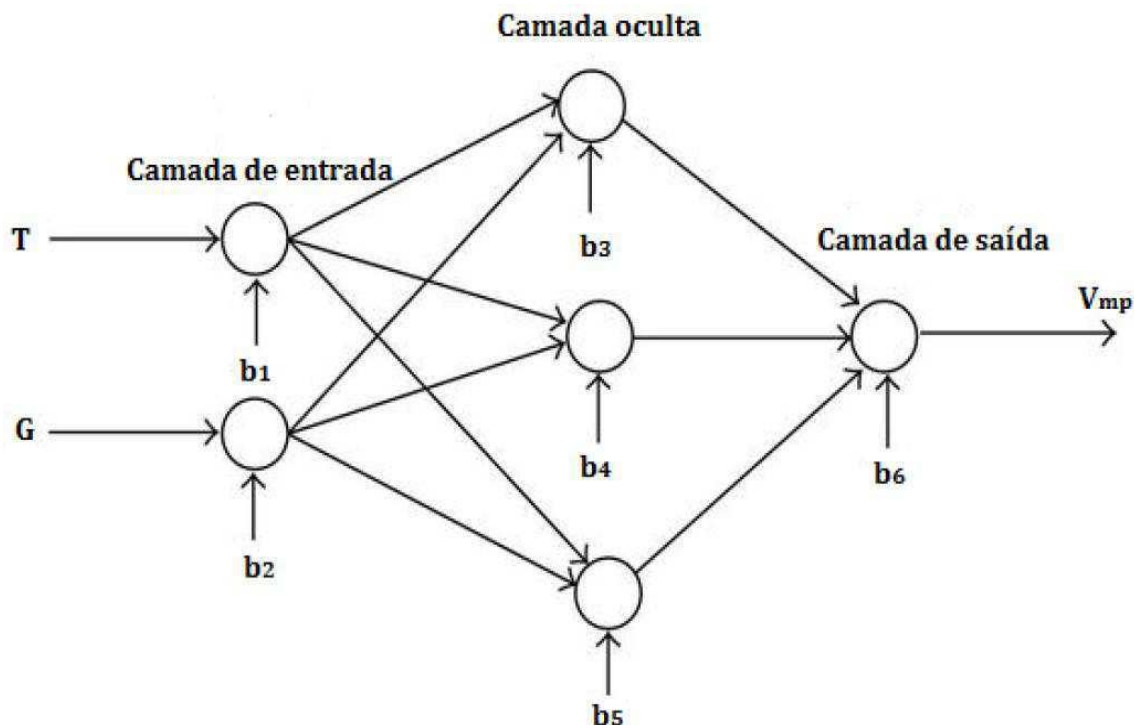 Camada oculta
Camada de entrada
T
b3
Camada de saída
Vmp
b1
G
b4
b6
b2
b5